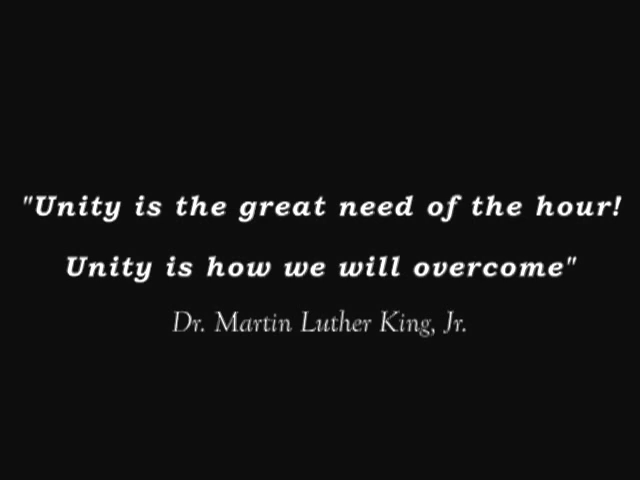 "Unity is the great need of the hour!
Unity is how we will overcome"
Dr. Martin Luther King, Jr.